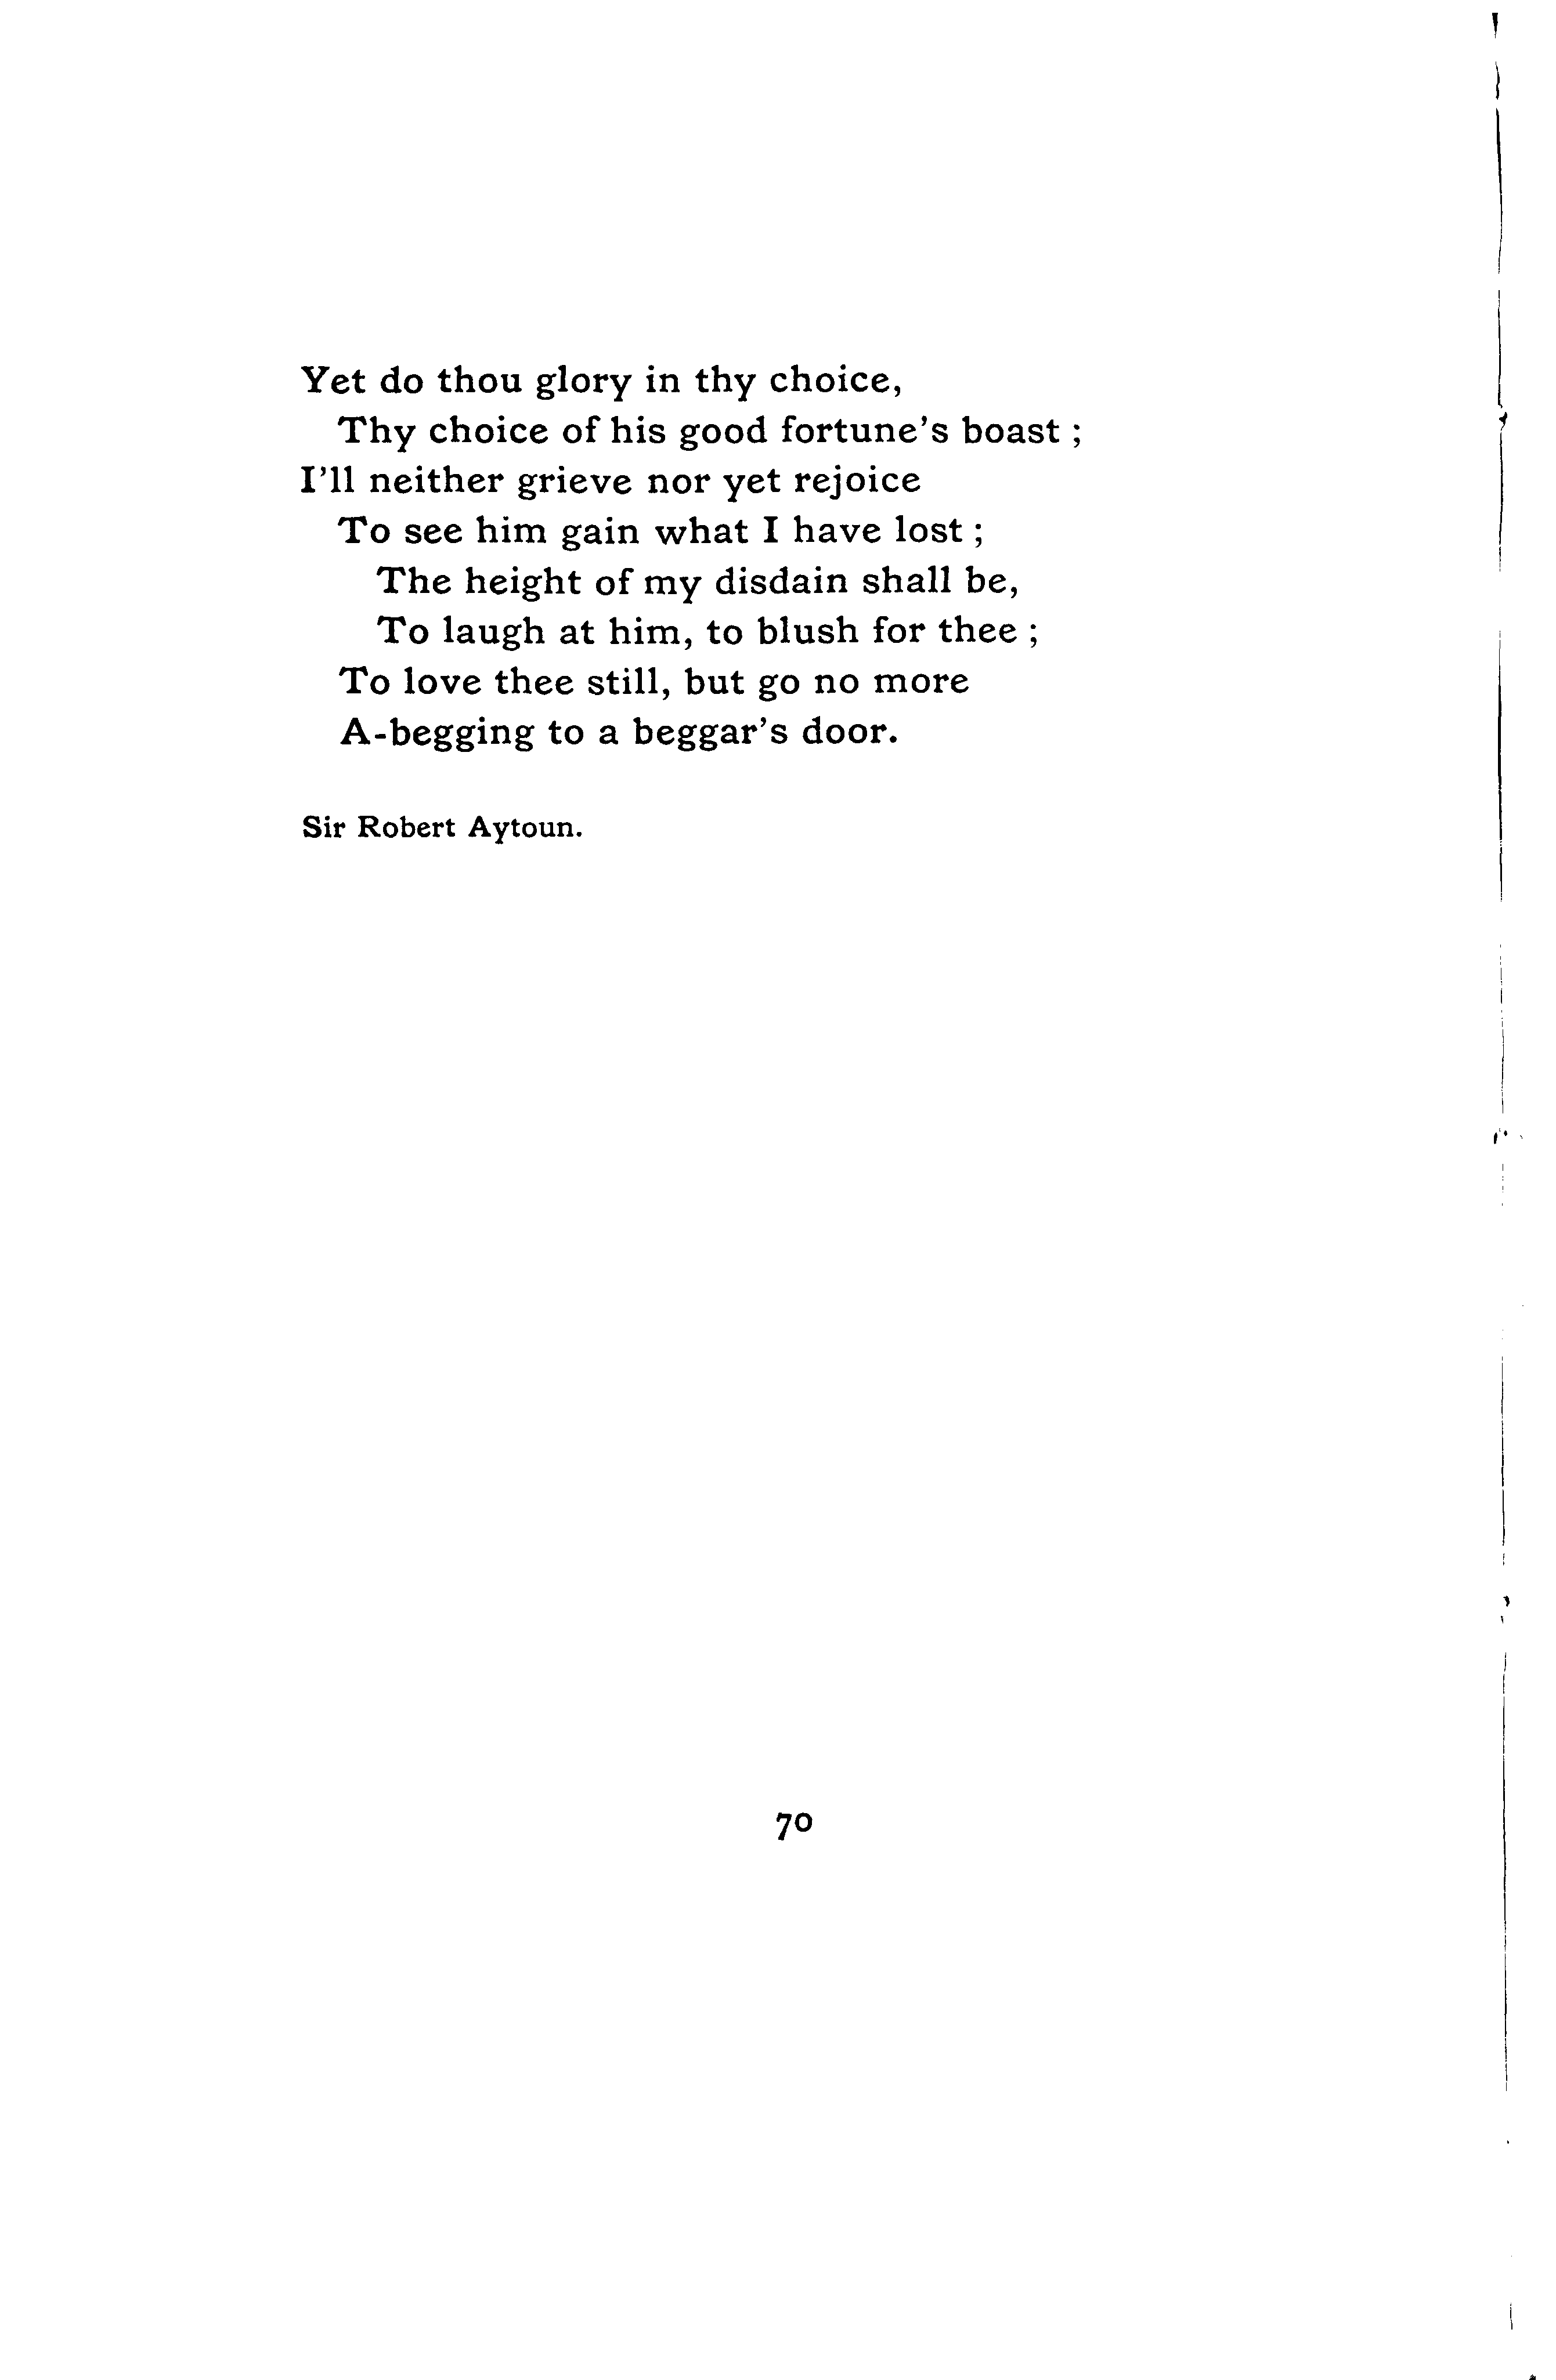 Yet do thou glory in thy choice,
Thy choice of his good fortune's boast ;
I'll neither grieve nor yet rejoice
To see him gain what I have lost ;
The height of my disdain shall be,
To laugh at him, to blush for thee ;
To love thee still, but go no more
A-begging to a beggar's door.
Sir Robert Aytoun.
70